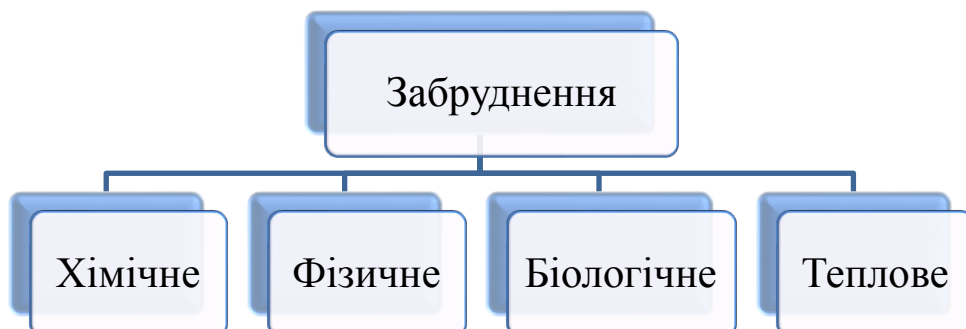 Забруднення
Хімічне
Фізичне
Біологічне
Теплове